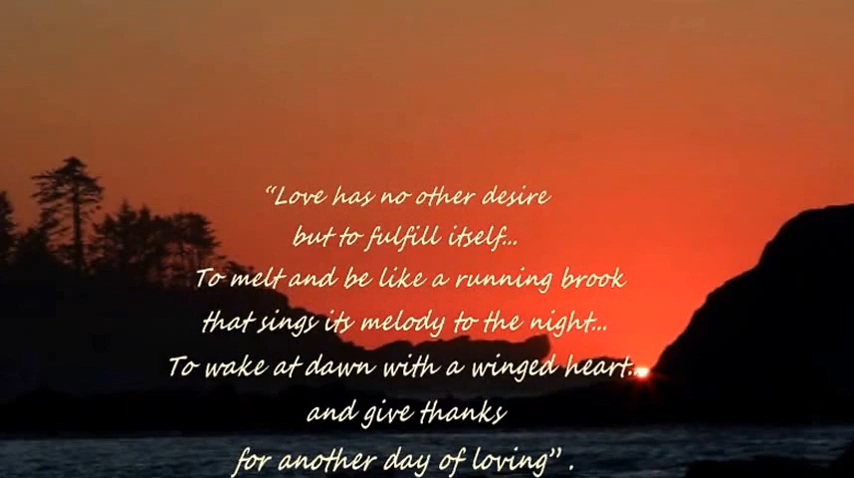 “Love has no other desire
but to fulfill itself...
To melt and be like a running brook
that sings its melody to the night...
To wake at dawn with a winged heart...
and give thanks
for another day of loving” .